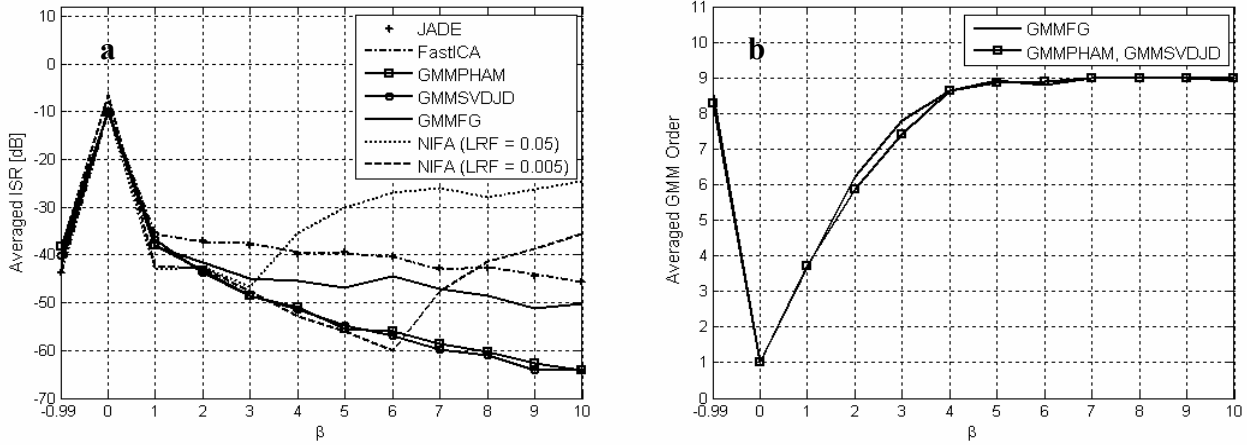 a
10
0
-10
-20
-30
-40
-50
-60
-70
Averaged ISR [dB]
-0.99 0 1 2 3 4 5 6 7 8 9 10
β
JADE
FastICA
GMMPHAM
GMMSVDJD
GMMFG
NIFA (LRF = 0.05)
NIFA (LRF = 0.005)
b
11
10
9
8
7
6
5
4
3
2
1
0
Averaged GMM Order
-0.99 0 1 2 3 4 5 6 7 8 9 10
β
GMMFG
GMMPHAM, GMMSVDJD